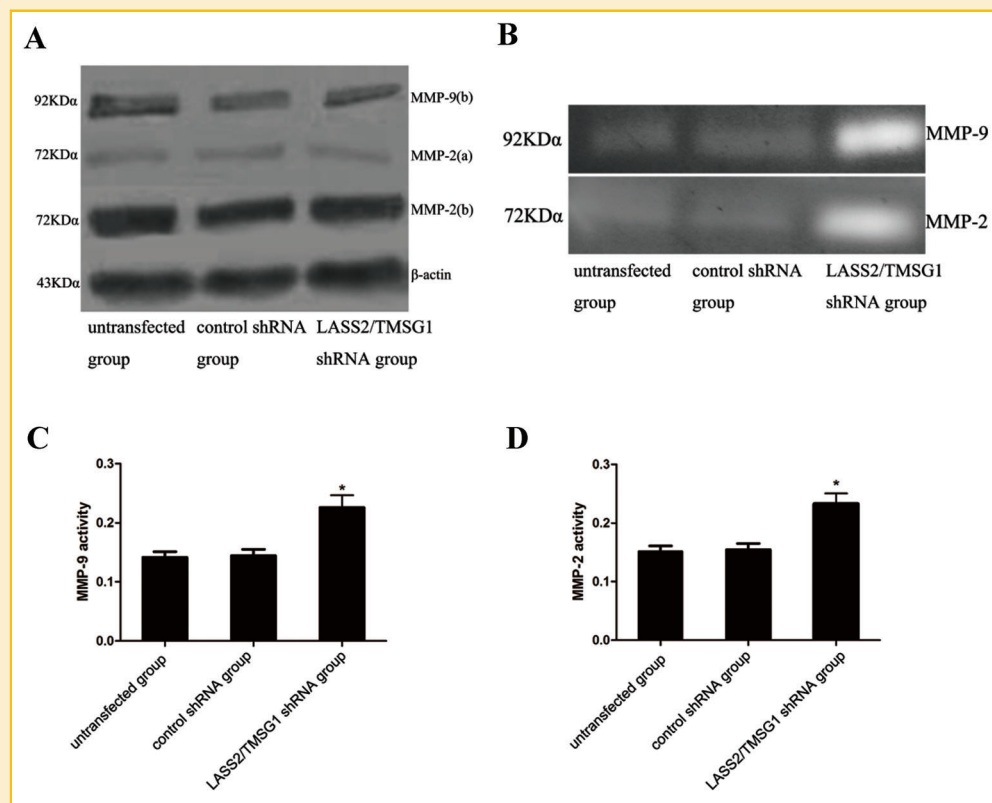 A
92KDα
MMP-9(b)
72KDα
MMP-2(a)
72KDα
MMP-2(b)
43KDα
β-actin
untransfected control shRNA LASS2/TMSG1
group group shRNA group
B
92KDα
MMP-9
72KDα
MMP-2
untransfected control shRNA LASS2/TMSG1
group group shRNA group
C
MMP-9 activity
0.3
0.2
0.1
0.0
*
untransfected group
control shRNA group
LASS2/TMSG1 shRNA group
D
MMP-2 activity
0.3
0.2
0.1
0.0
*
untransfected group
control shRNA group
LASS2/TMSG1 shRNA group